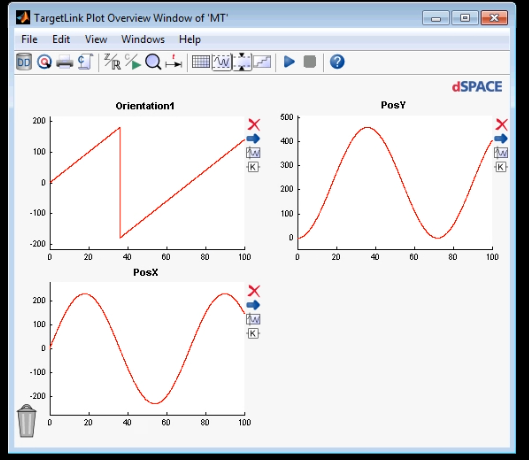 TargetLink Plot Overview Window of 'MT'
File Edit View Windows Help
DD Z/R C
dSPACE
Orientation1
200
100
0
-100
-200
0 20 40 60 80 100
K
PosY
500
400
300
200
100
0
0 20 40 60 80 100
K
PosX
200
100
0
-100
-200
0 20 40 60 80 100
K